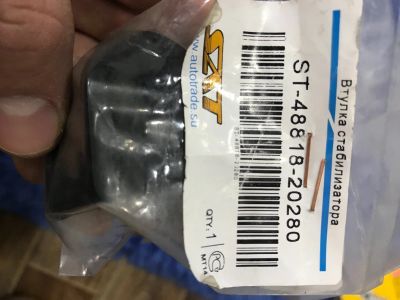 Втулка стабилизатора
ST-48818-20280
SAT
www.autotrade.su
QTY.: 1